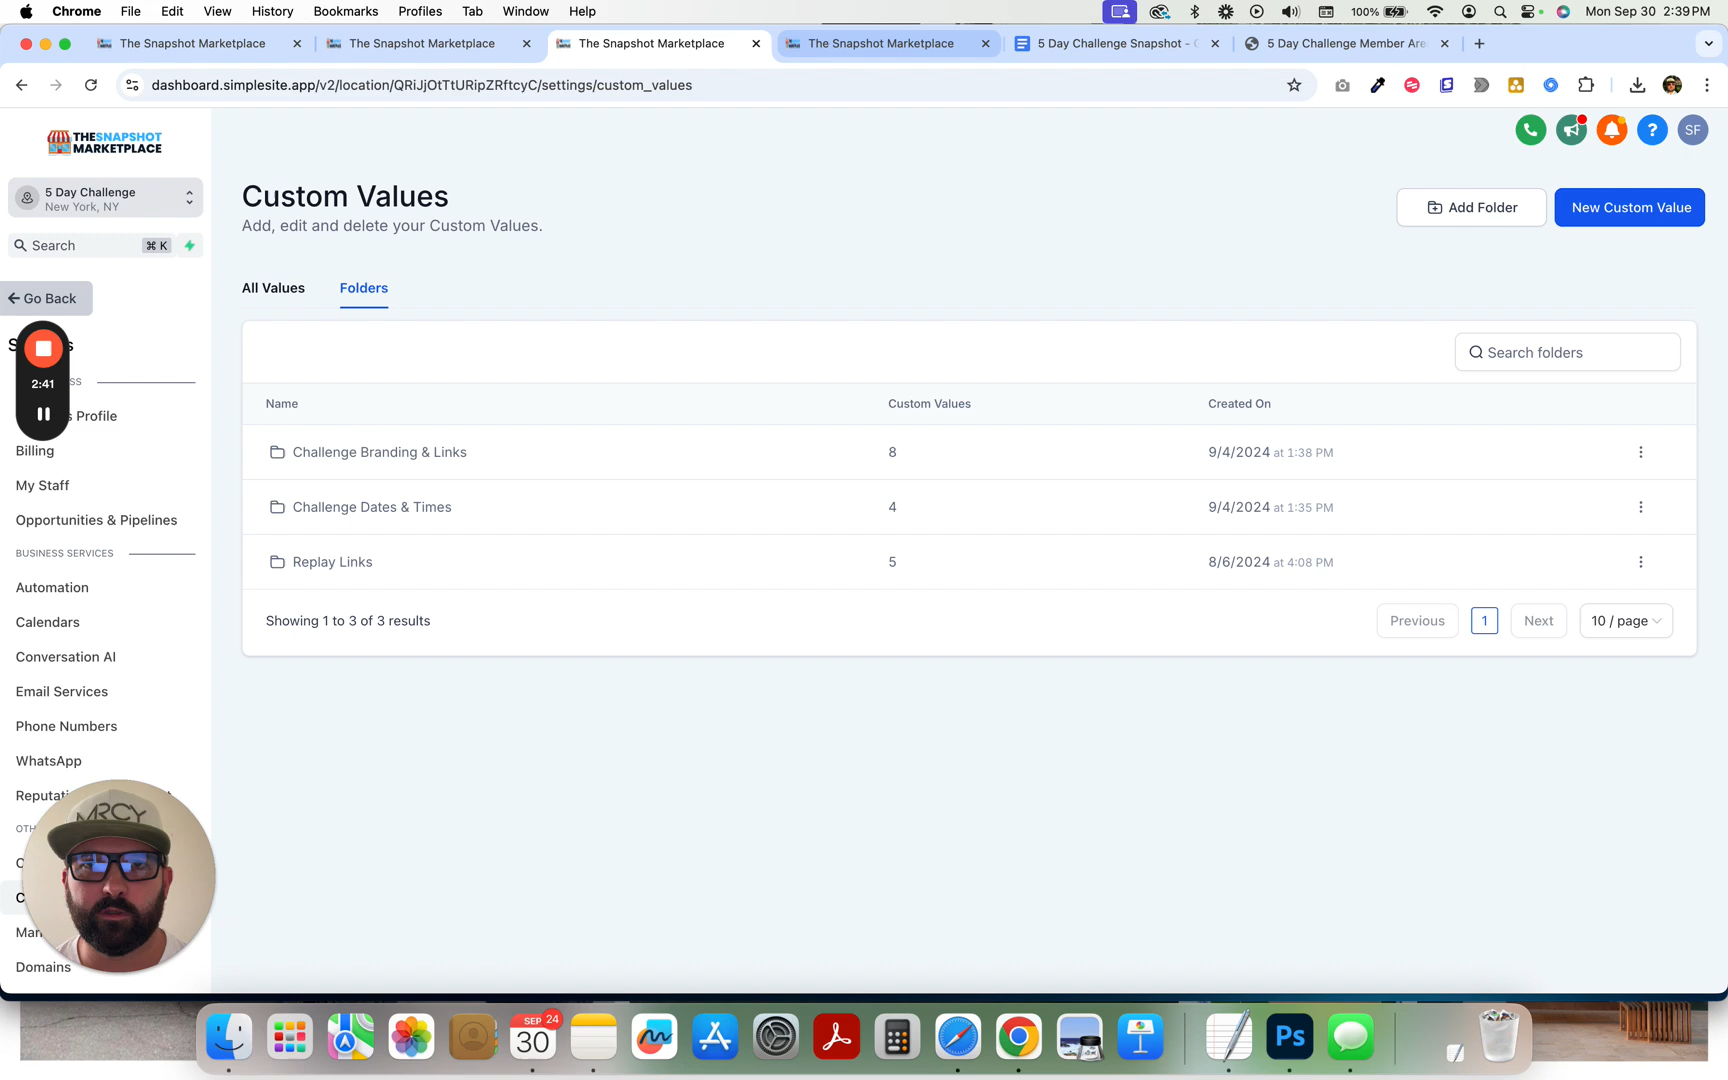 Chrome File Edit View History Bookmarks Profiles Tab Window Help 100% Mon Sep 30 2:39 PM
The Snapshot Marketplace The Snapshot Marketplace The Snapshot Marketplace The Snapshot Marketplace 5 Day Challenge Snapshot - 5 Day Challenge Member Are
dashboard.simplesite.app/v2/location/QRiJjOtTtURipZRftcyC/settings/custom_values
THESNAPSHOT
MARKETPLACE
SF
5 Day Challenge
New York, NY
Search ⌘ K
Go Back
2:41
Profile
Billing
My Staff
Opportunities & Pipelines
BUSINESS SERVICES
Automation
Calendars
Conversation AI
Email Services
Phone Numbers
WhatsApp
Reputati
Domains
MRCY
Custom Values
Add, edit and delete your Custom Values.
Add Folder
New Custom Value
All Values Folders
Search folders
Name Custom Values Created On
Challenge Branding & Links 8 9/4/2024 at 1:38 PM
Challenge Dates & Times 4 9/4/2024 at 1:35 PM
Replay Links 5 8/6/2024 at 4:08 PM
Showing 1 to 3 of 3 results
Previous 1 Next 10 / page
SEP 24
30
Ps